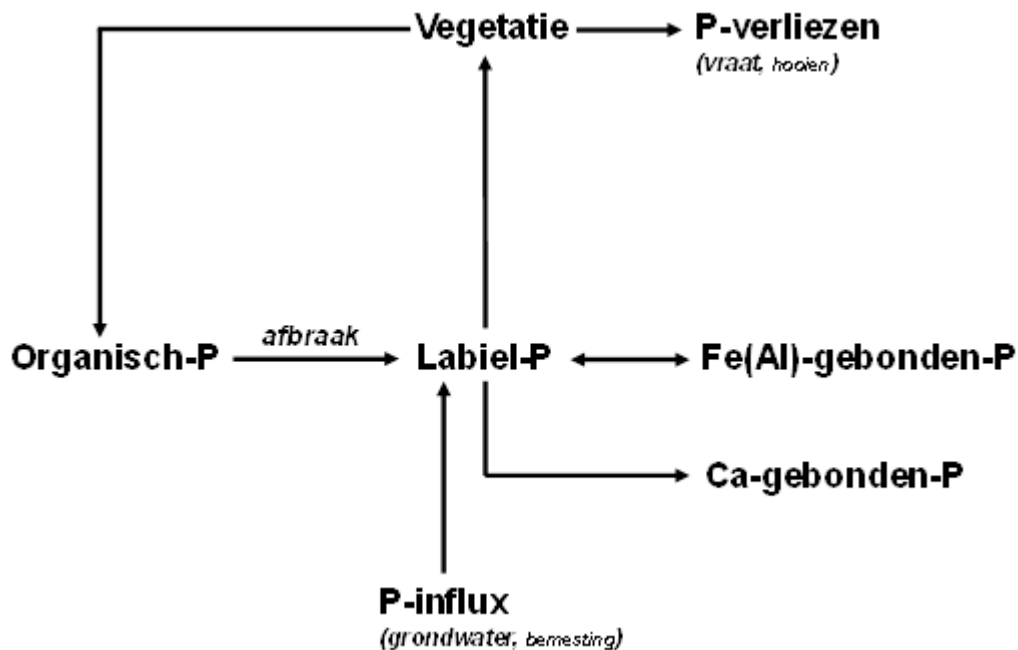 Vegetatie
P-verliezen
(vraat, hooien)
afbraak
Organisch-P
Labiel-P
Fe(Al)-gebonden-P
Ca-gebonden-P
P-influx
(grondwater, bemesting)